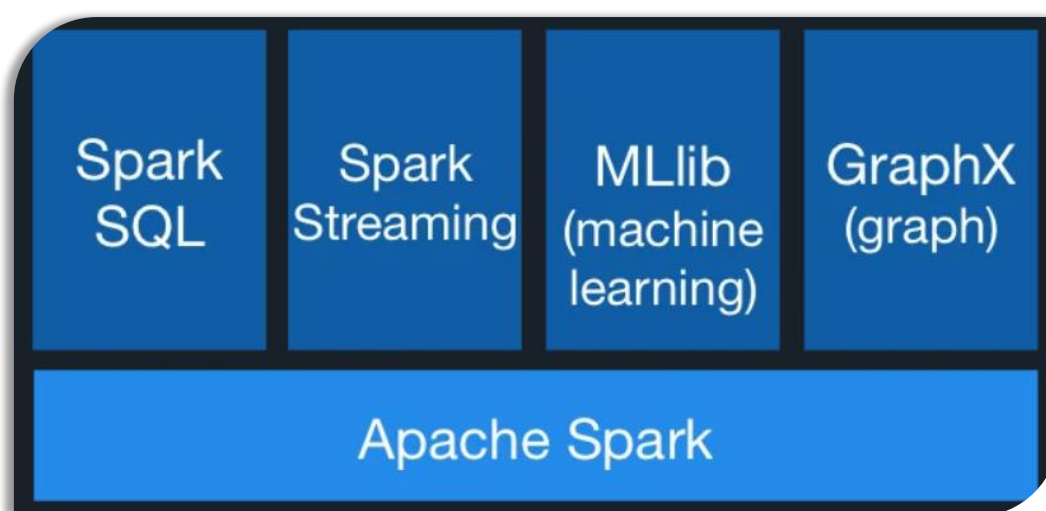 Spark
SQL
Spark
Streaming
MLlib
(machine
learning)
GraphX
(graph)
Apache Spark